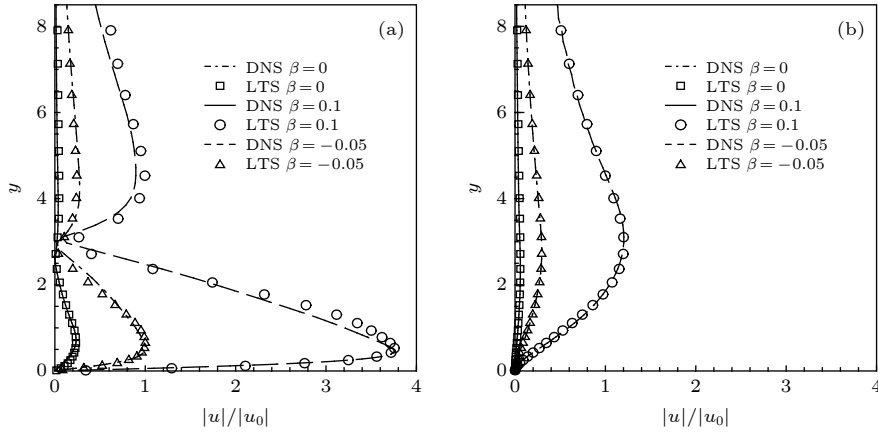 8
6
4
2
0
y
(a)
DNS β=0
LTS β=0
DNS β=0.1
LTS β=0.1
DNS β=−0.05
LTS β=−0.05
0 1 2 3 4
|u|/|u₀|
8
6
4
2
0
y
(b)
DNS β=0
LTS β=0
DNS β=0.1
LTS β=0.1
DNS β=−0.05
LTS β=−0.05
0 1 2 3 4
|u|/|u₀|